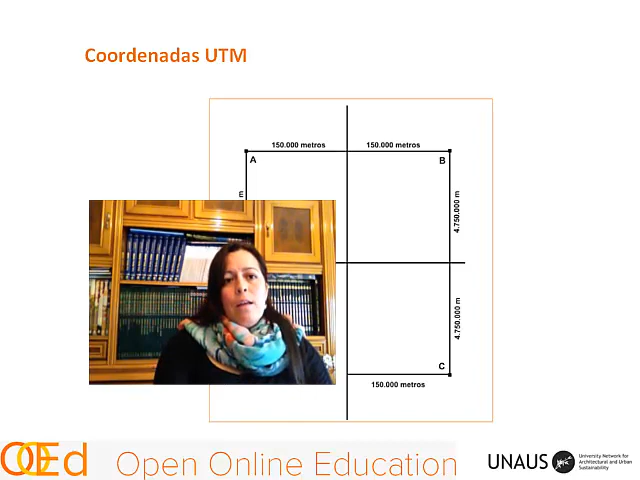 Coordenadas UTM
150.000 metros
150.000 metros
A
B
m
4.750.000 m
4.750.000 m
C
150.000 metros
OOEd Open Online Education
UNAUS
University Network for
Architectural and Urban
Sustainability